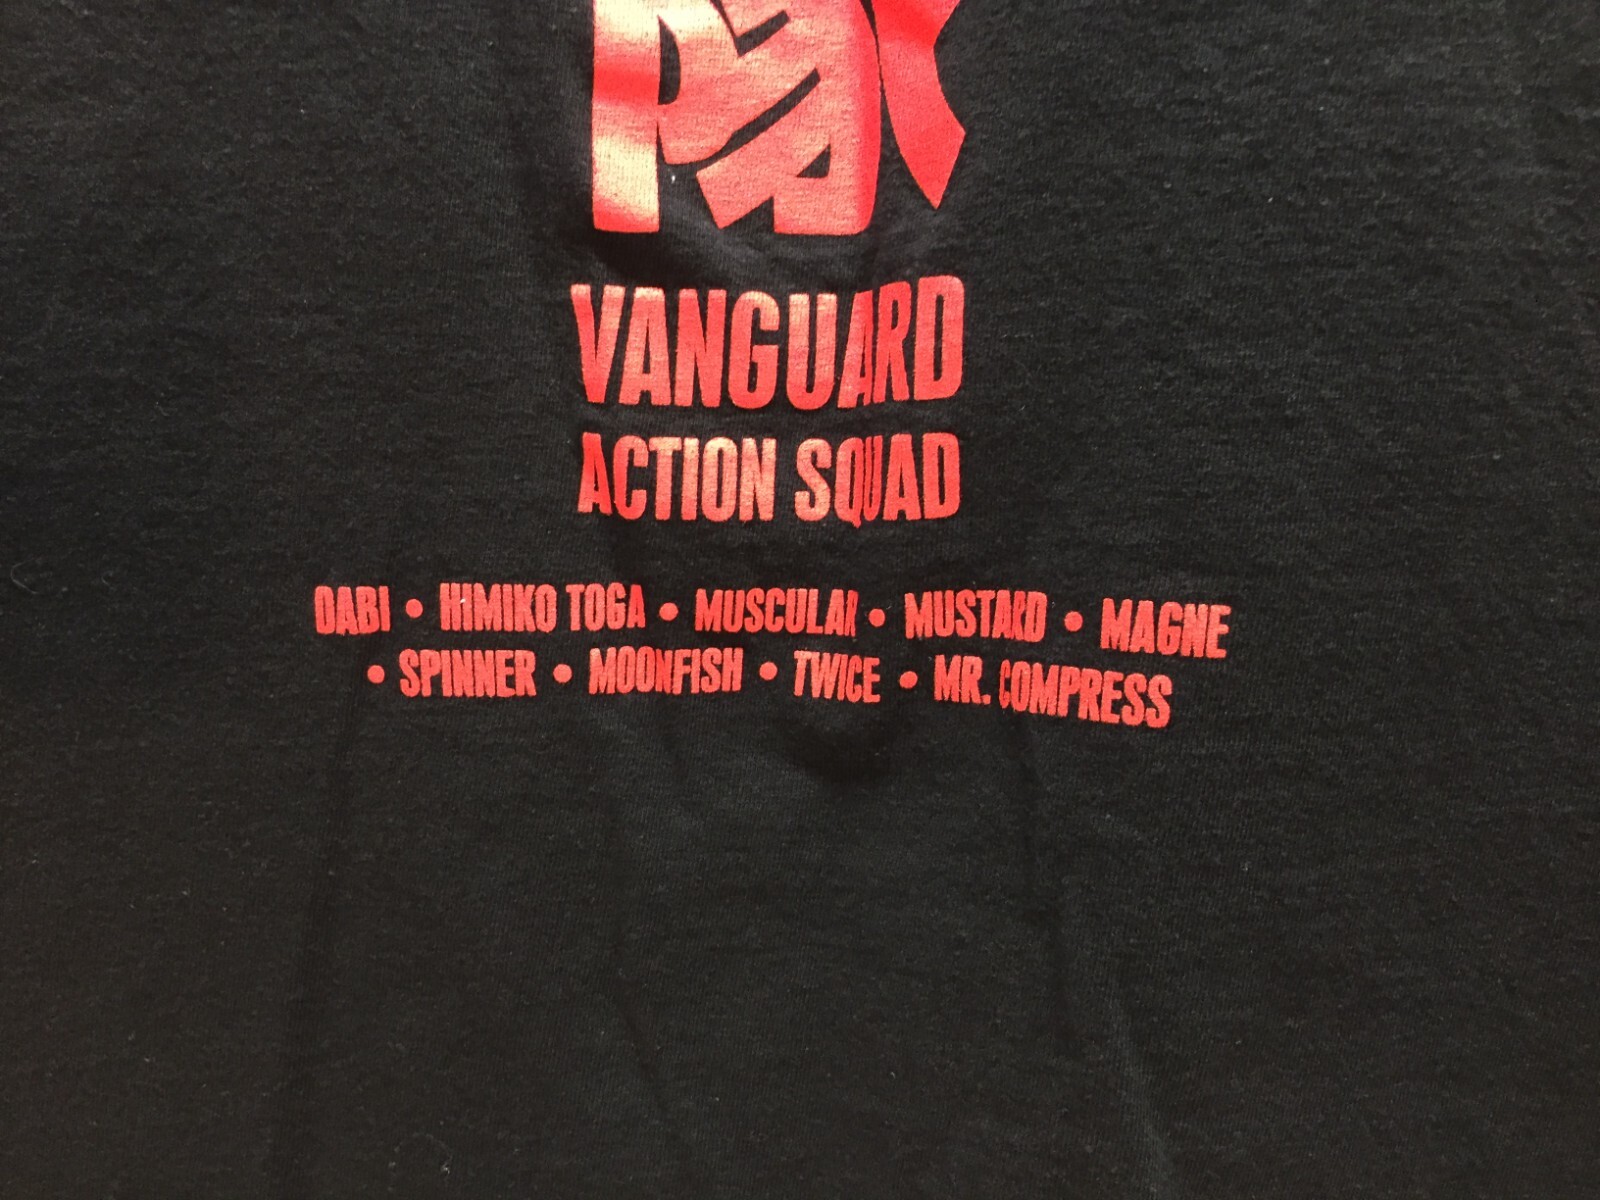 VANGUARD
ACTION SQUAD
DABI • HIMIKO TOGA • MUSCULAR • MUSTARD • MAGNE
• SPINNER • MOONFISH • TWICE • MR. COMPRESS